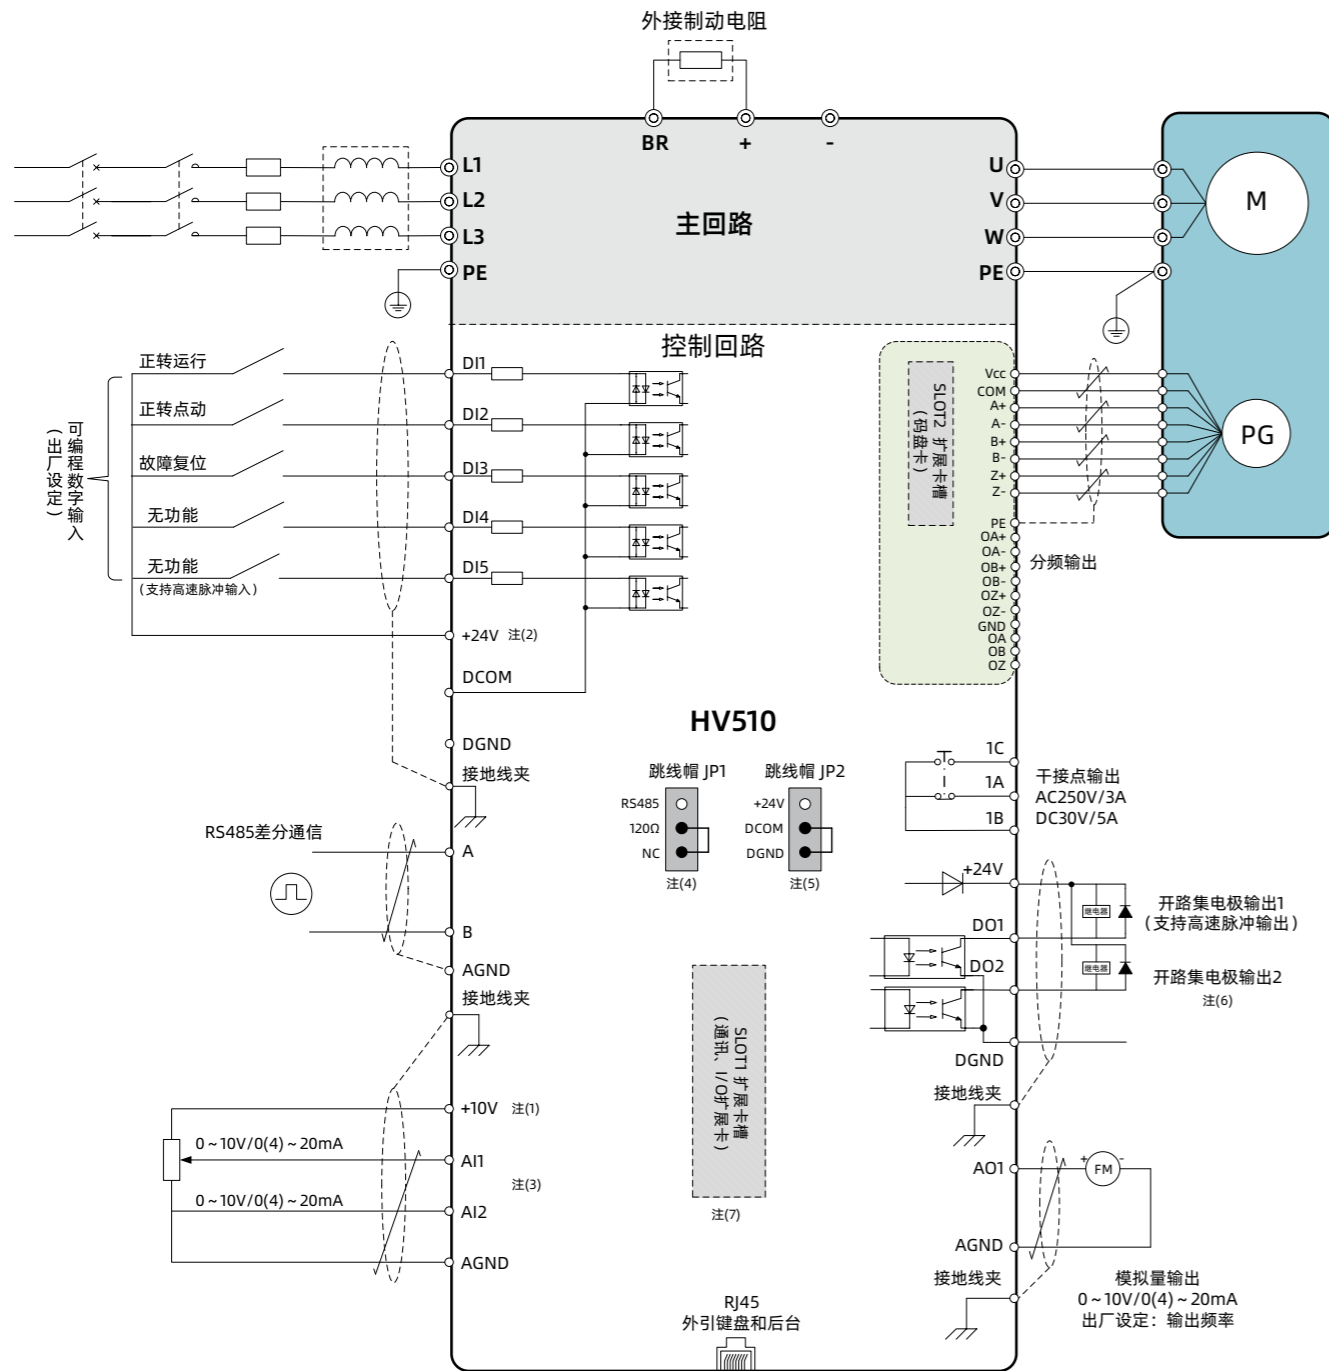 外接制动电阻
BR
+
-
L1
L2
L3
PE
主回路
U
V
W
PE
M
控制回路
正转运行
正转点动
故障复位
无功能
无功能
(支持高速脉冲输入)
可编程数字输入
(出厂设定)
DI1
DI2
DI3
DI4
DI5
+24V 注(2)
DCOM
DGND
接地线夹
SLOT2 扩展卡槽
(码盘卡)
Vcc
COM
A+
A-
B+
B-
Z+
Z-
PE
OA+
OA-
OB+
OB-
OZ+
OZ-
GND
OA
OB
OZ
PG
分频输出
HV510
跳线帽 JP1
RS485
120Ω
NC
注(4)
跳线帽 JP2
+24V
DCOM
DGND
注(5)
1C
1A
1B
干接点输出
AC250V/3A
DC30V/5A
RS485差分通信
A
B
AGND
接地线夹
+24V
DO1
DO2
DGND
接地线夹
继电器
继电器
开路集电极输出1
(支持高速脉冲输出)
开路集电极输出2
注(6)
SLOT1 扩展卡槽
(通讯、I/O扩展卡)
注(7)
+10V 注(1)
0~10V/0(4)~20mA
AI1
注(3)
0~10V/0(4)~20mA
AI2
AGND
AO1
+
FM
-
AGND
接地线夹
模拟量输出
0~10V/0(4)~20mA
出厂设定：输出频率
RJ45
外引键盘和后台